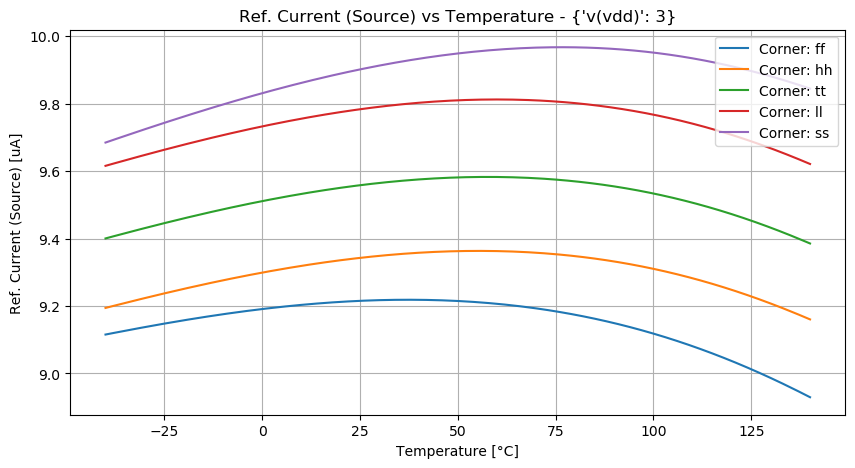 Ref. Current (Source) vs Temperature - {'v(vdd)': 3}
Ref. Current (Source) [uA]
10.0
9.8
9.6
9.4
9.2
9.0
Corner: ff
Corner: hh
Corner: tt
Corner: ll
Corner: ss
−25 0 25 50 75 100 125
Temperature [°C]